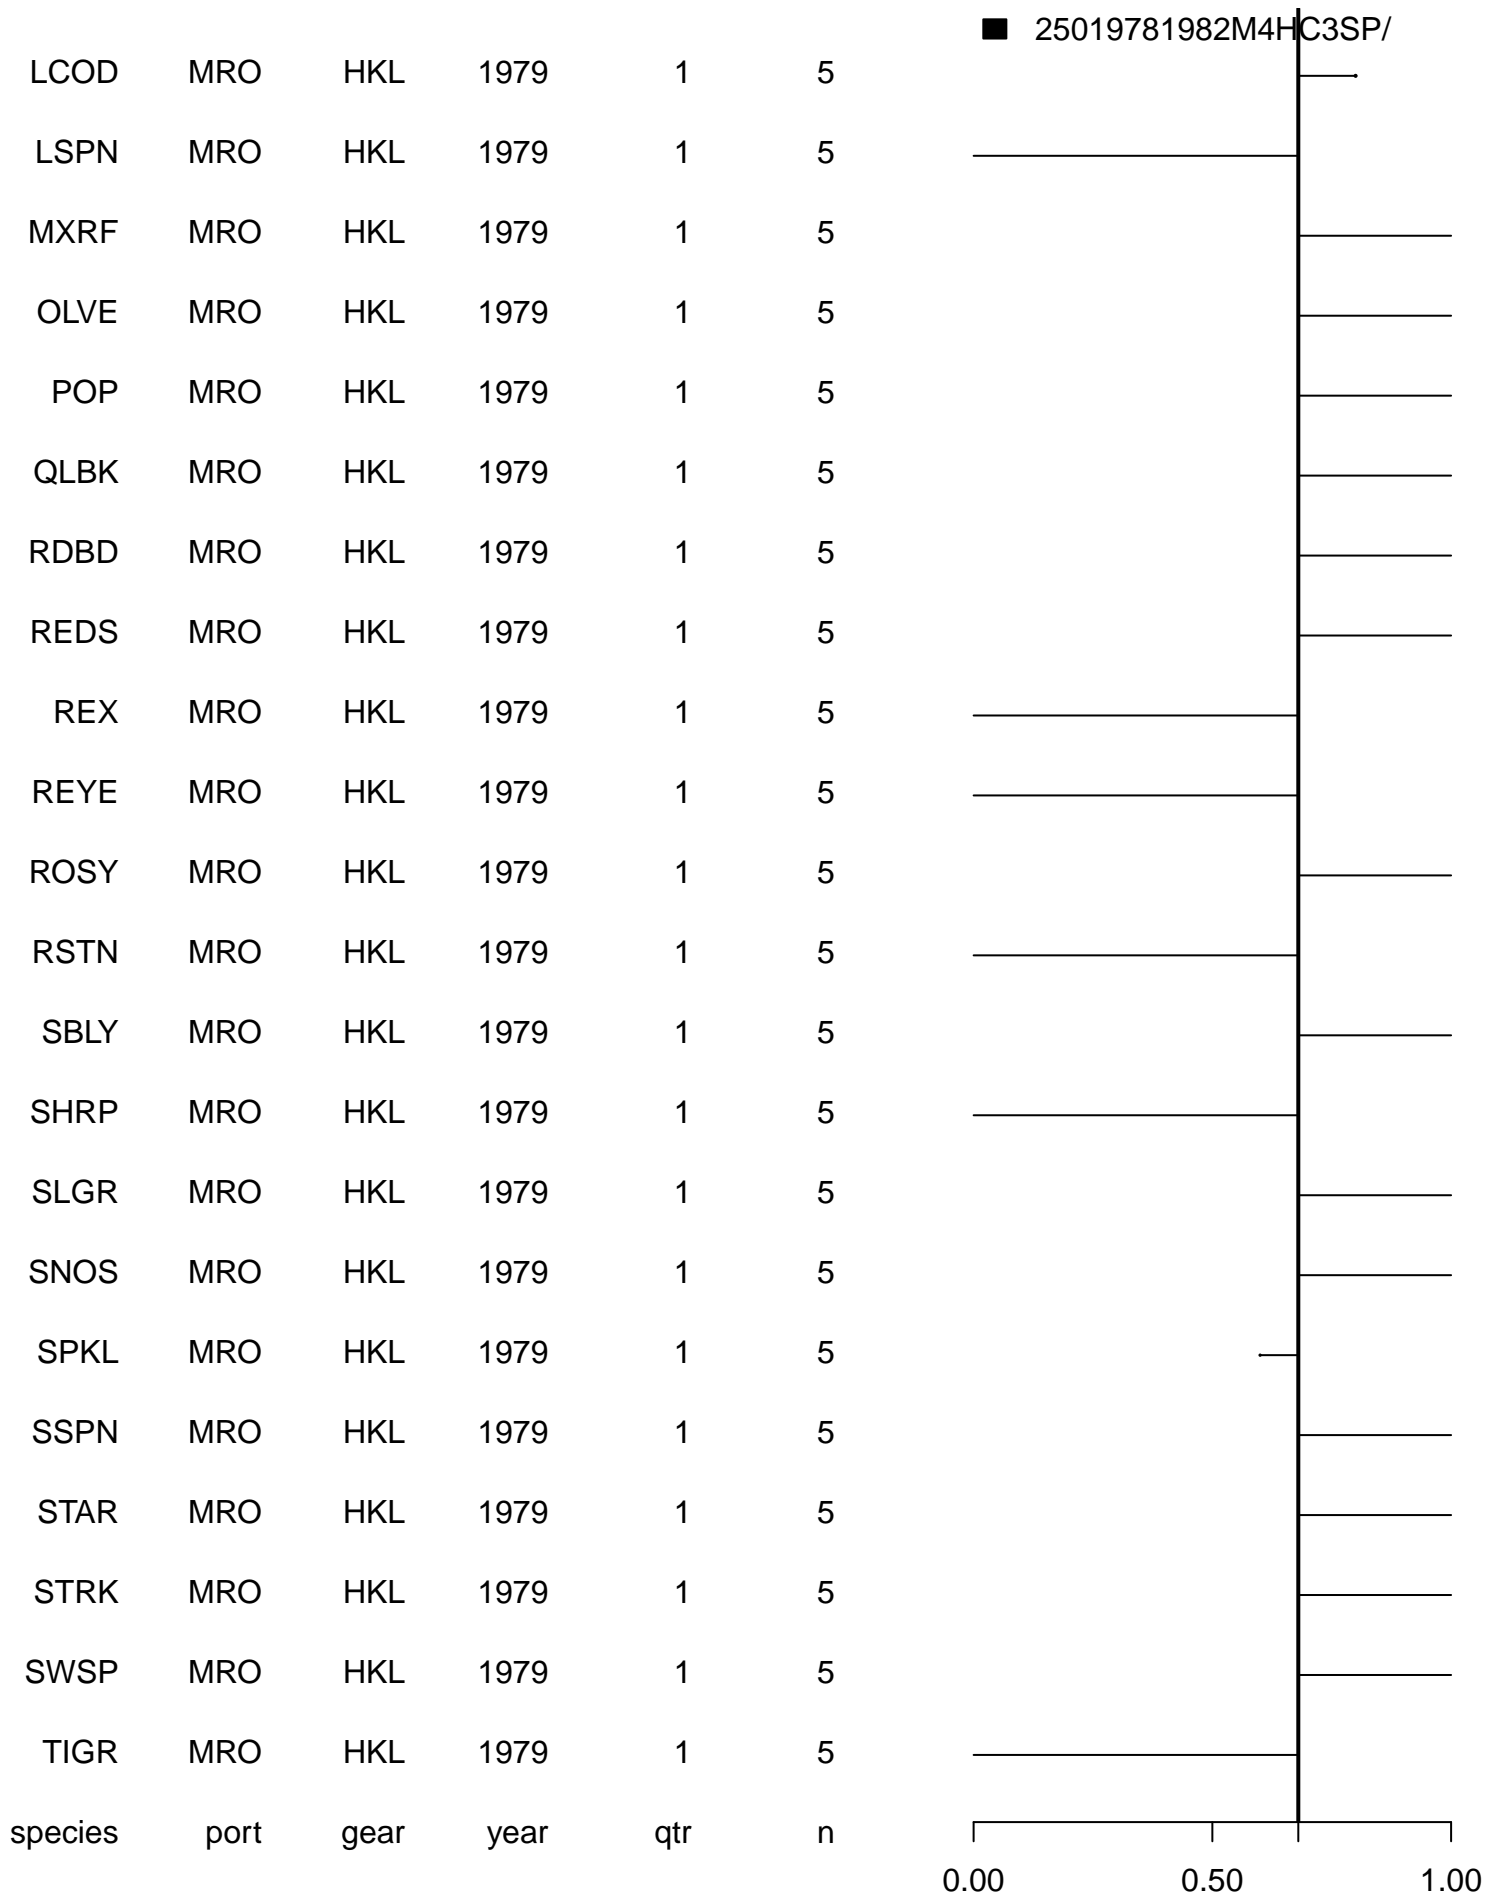 25019781982M4HC3SP/
LCOD MRO HKL 1979 1 5
LSPN MRO HKL 1979 1 5
MXRF MRO HKL 1979 1 5
OLVE MRO HKL 1979 1 5
POP MRO HKL 1979 1 5
QLBK MRO HKL 1979 1 5
RDBD MRO HKL 1979 1 5
REDS MRO HKL 1979 1 5
REX MRO HKL 1979 1 5
REYE MRO HKL 1979 1 5
ROSY MRO HKL 1979 1 5
RSTN MRO HKL 1979 1 5
SBLY MRO HKL 1979 1 5
SHRP MRO HKL 1979 1 5
SLGR MRO HKL 1979 1 5
SNOS MRO HKL 1979 1 5
SPKL MRO HKL 1979 1 5
SSPN MRO HKL 1979 1 5
STAR MRO HKL 1979 1 5
STRK MRO HKL 1979 1 5
SWSP MRO HKL 1979 1 5
TIGR MRO HKL 1979 1 5
species port gear year qtr n
0.00 0.50 1.00